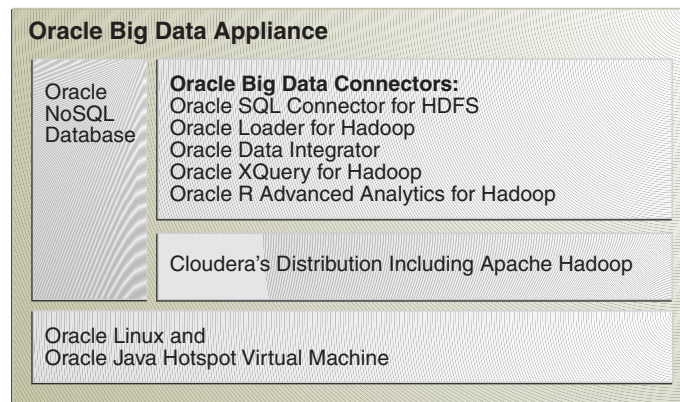 Oracle Big Data Appliance
Oracle
NoSQL
Database
Oracle Big Data Connectors:
Oracle SQL Connector for HDFS
Oracle Loader for Hadoop
Oracle Data Integrator
Oracle XQuery for Hadoop
Oracle R Advanced Analytics for Hadoop
Cloudera's Distribution Including Apache Hadoop
Oracle Linux and
Oracle Java Hotspot Virtual Machine